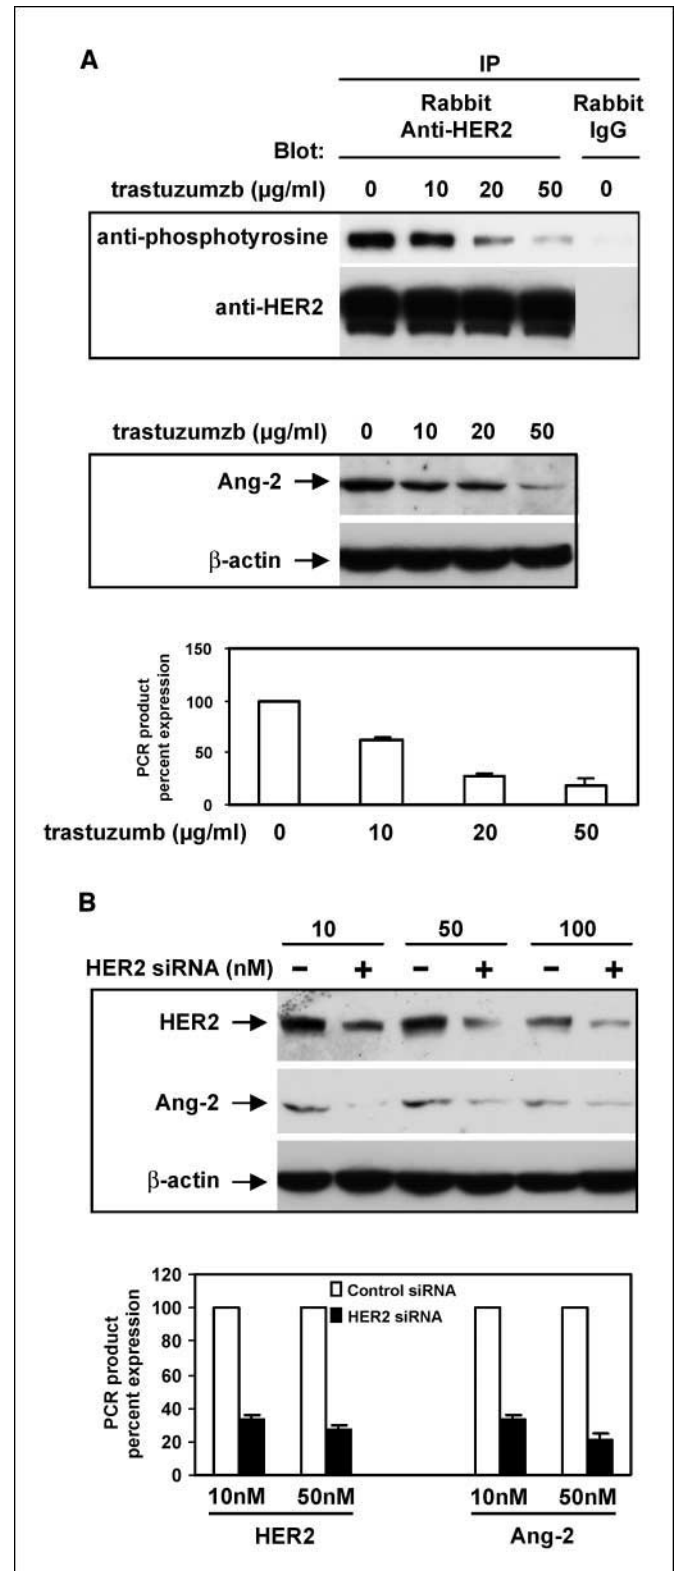 A
IP
Rabbit Anti-HER2 Rabbit IgG
Blot:
trastuzumzb (µg/ml) 0 10 20 50 0
anti-phosphotyrosine
anti-HER2
trastuzumzb (µg/ml) 0 10 20 50
Ang-2
β-actin
PCR product
percent expression
150
100
50
0
trastuzumb (µg/ml) 0 10 20 50
B
10 50 100
HER2 siRNA (nM) − + − + − +
HER2
Ang-2
β-actin
PCR product
percent expression
120
100
80
60
40
20
0
Control siRNA
HER2 siRNA
10nM 50nM 10nM 50nM
HER2 Ang-2